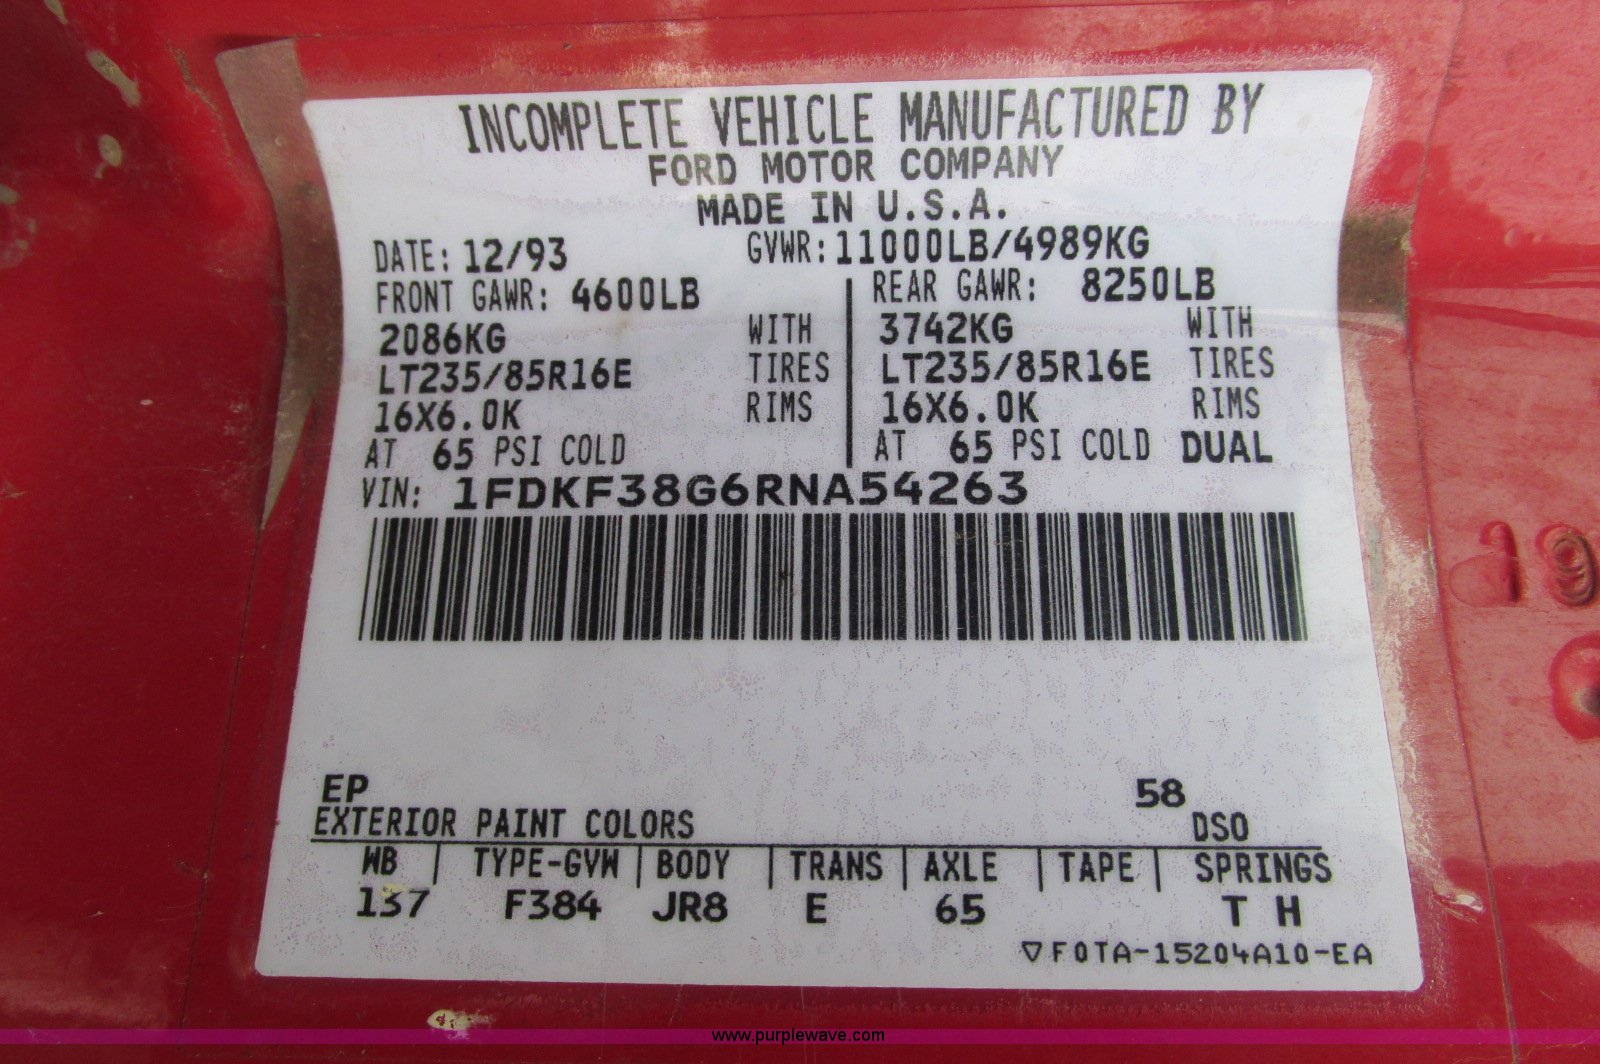 INCOMPLETE VEHICLE MANUFACTURED BY
FORD MOTOR COMPANY
MADE IN U.S.A.
DATE: 12/93 GVWR: 11000LB/4989KG
FRONT GAWR: 4600LB REAR GAWR: 8250LB
2086KG WITH 3742KG WITH
LT235/85R16E TIRES LT235/85R16E TIRES
16X6.0K RIMS 16X6.0K RIMS
AT 65 PSI COLD AT 65 PSI COLD DUAL
VIN: 1FDKF38G6RNA54263
EP 58
EXTERIOR PAINT COLORS DSO
WB TYPE-GVW BODY TRANS AXLE TAPE SPRINGS
137 F384 JR8 E 65 T H
▽F0TA-15204A10-EA
www.purplewave.com